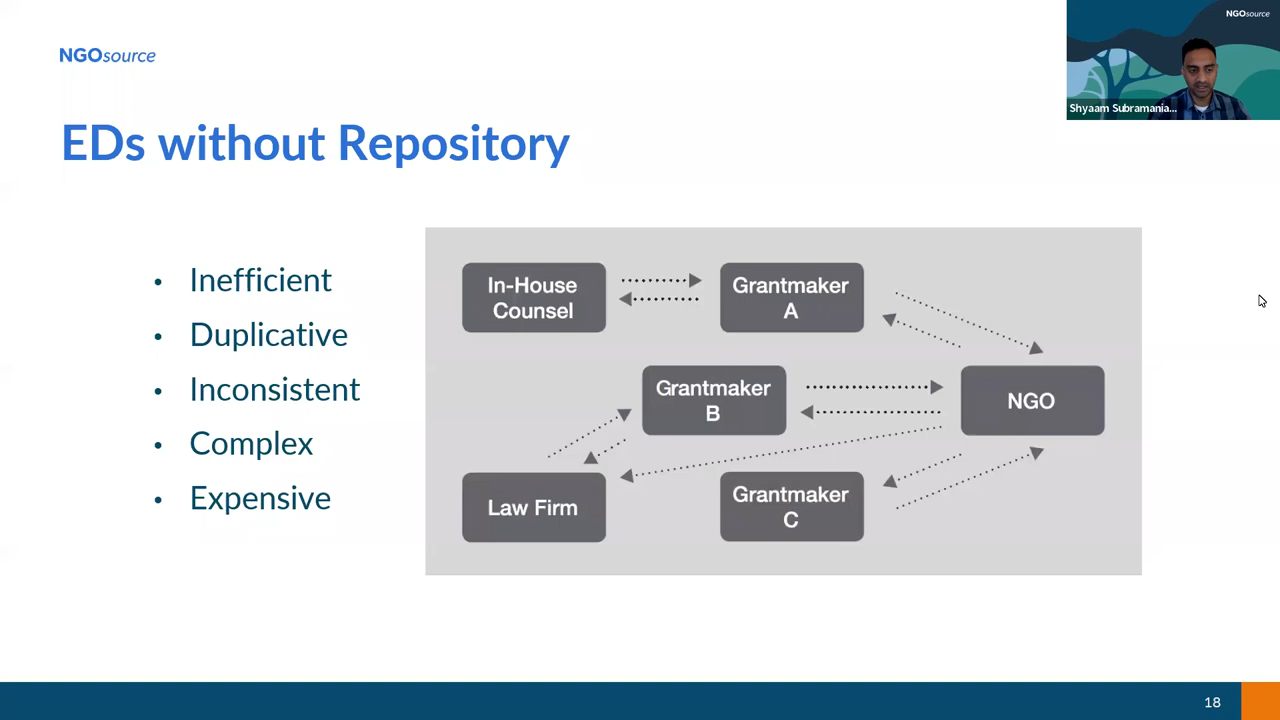 NGOsource
NGOsource
Shyaam Subramania...
EDs without Repository
• Inefficient
• Duplicative
• Inconsistent
• Complex
• Expensive
In-House
Counsel
Grantmaker
A
Grantmaker
B
NGO
Law Firm
Grantmaker
C
18